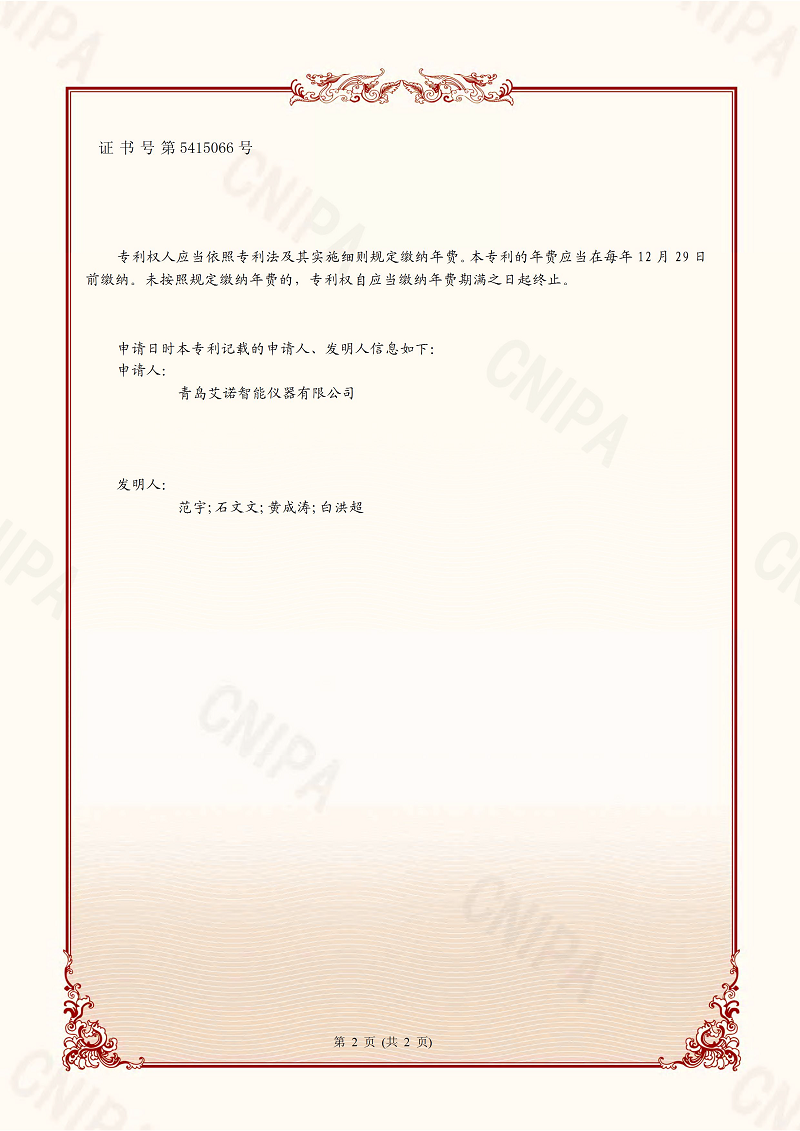 证书号第5415066号
专利权人应当依照专利法及其实施细则规定缴纳年费。本专利的年费应当在每年12月29日
前缴纳。未按照规定缴纳年费的，专利权自应当缴纳年费期满之日起终止。
申请日时本专利记载的申请人、发明人信息如下：
申请人：
青岛艾诺智能仪器有限公司
发明人：
范宇;石文文;黄成涛;白洪超
第 2 页 (共 2 页)
CNIPA
CNIPA
CNIPA
CNIPA
CNIPA
CNIPA
CNIPA